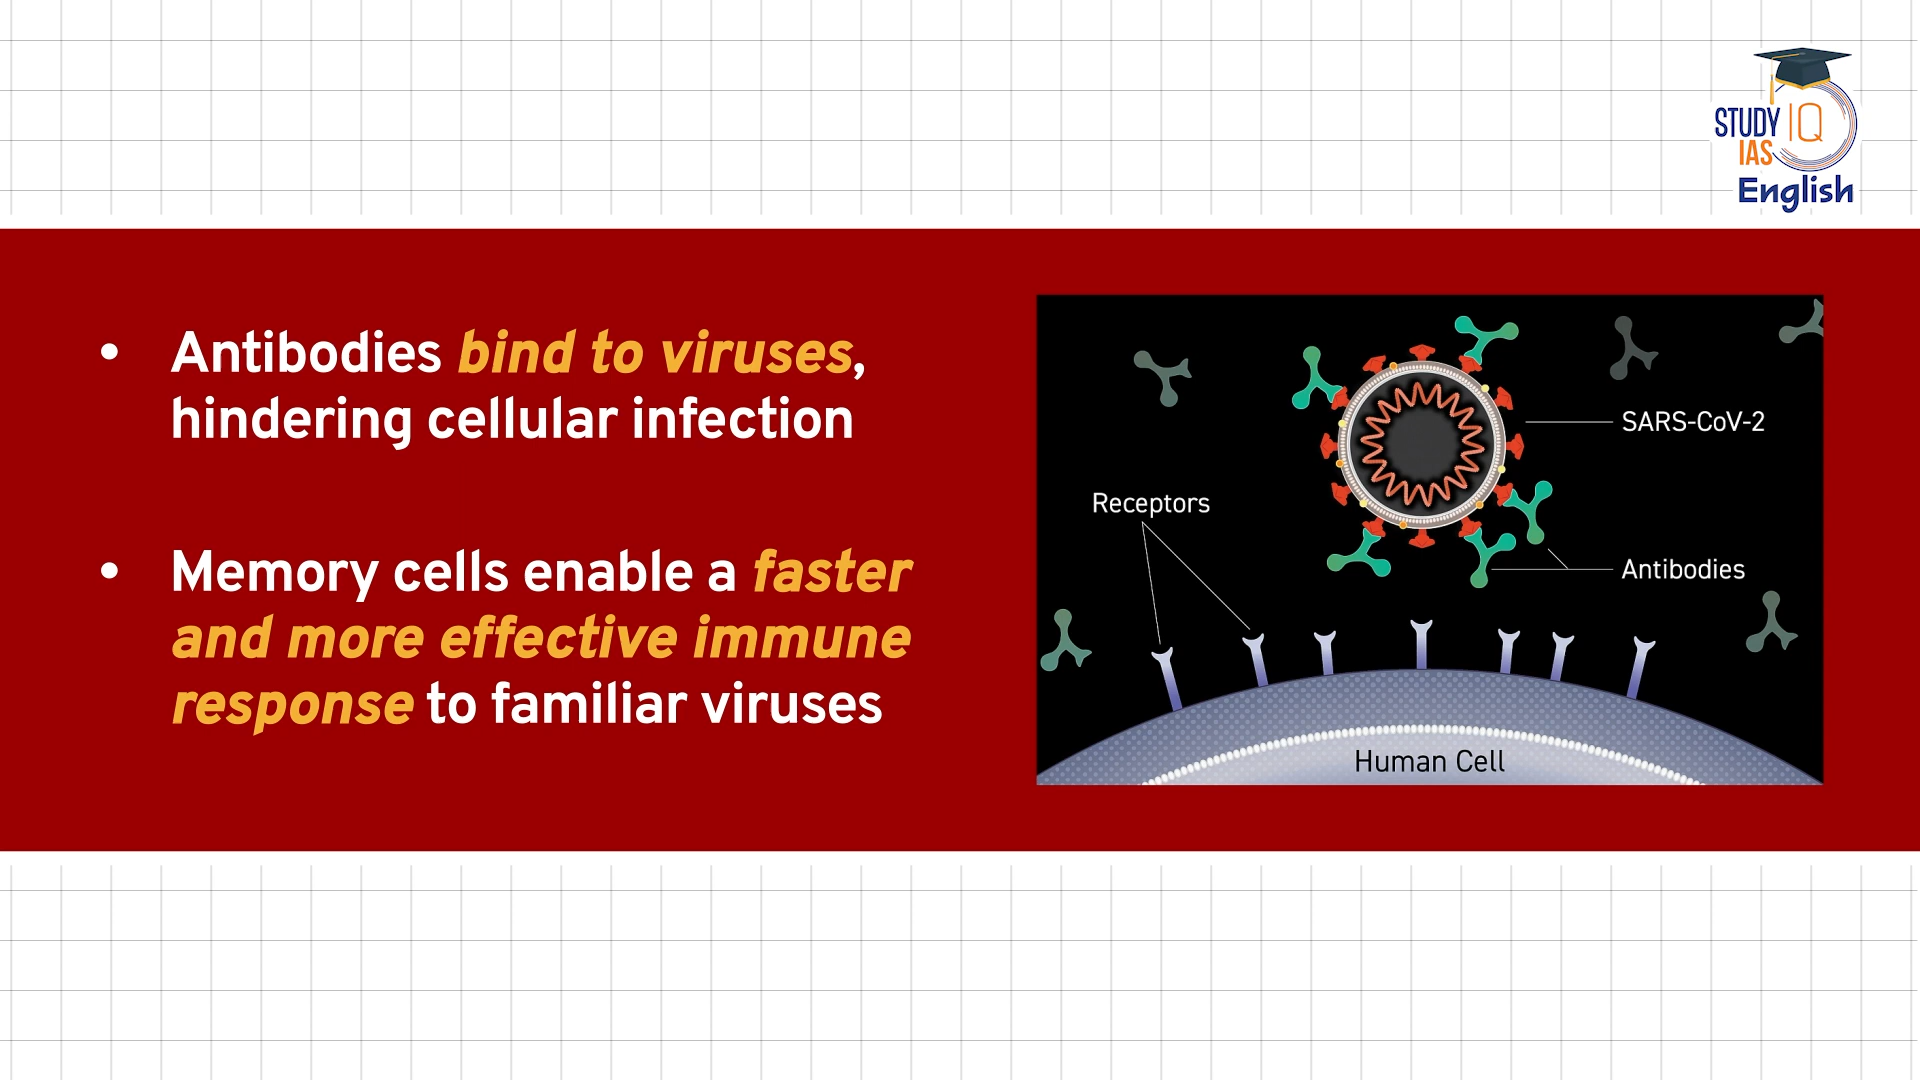 STUDY IQ
IAS
English
• Antibodies bind to viruses,
hindering cellular infection
• Memory cells enable a faster
and more effective immune
response to familiar viruses
SARS-CoV-2
Receptors
Antibodies
Human Cell